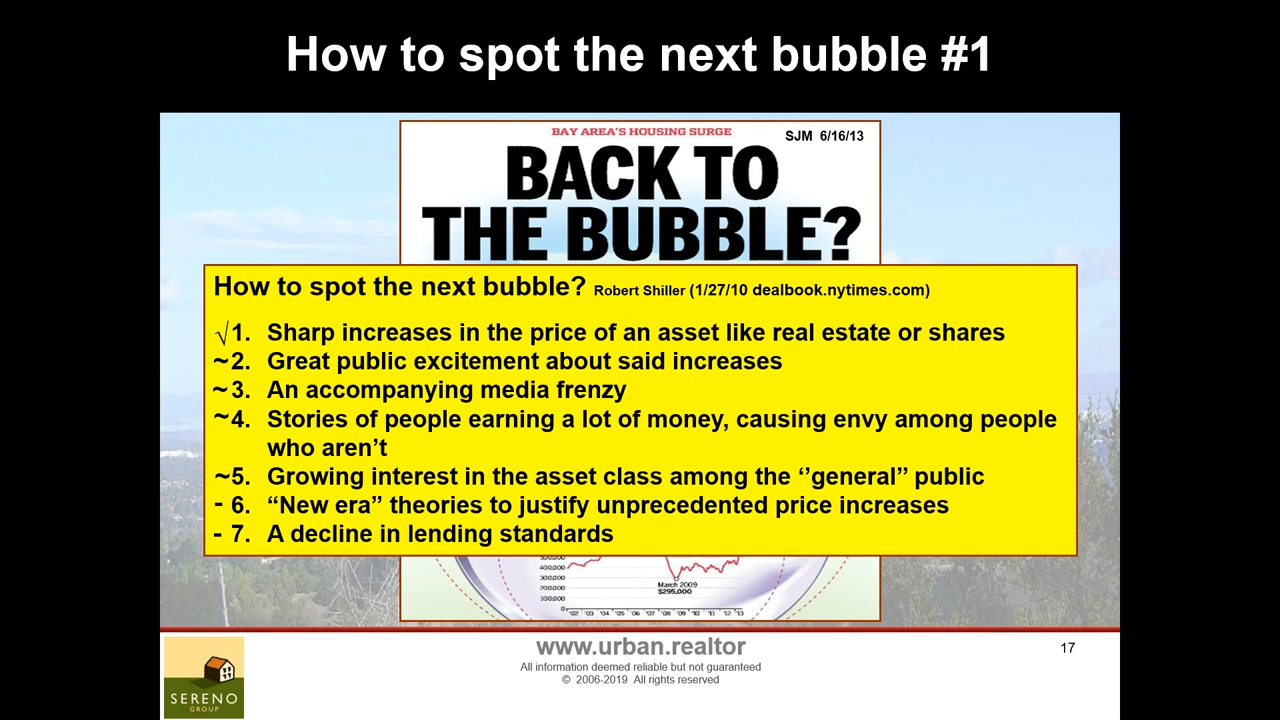 How to spot the next bubble #1
BAY AREA'S HOUSING SURGE
SJM 6/16/13
BACK TO
THE BUBBLE?
How to spot the next bubble? Robert Shiller (1/27/10 dealbook.nytimes.com)
√1. Sharp increases in the price of an asset like real estate or shares
~2. Great public excitement about said increases
~3. An accompanying media frenzy
~4. Stories of people earning a lot of money, causing envy among people
who aren’t
~5. Growing interest in the asset class among the ‘’general’’ public
- 6. “New era” theories to justify unprecedented price increases
- 7. A decline in lending standards
400,000
300,000
200,000
100,000
0
March 2009
$295,000
'02 '03 '04 '05 '06 '07 '08 '09 '10 '11 '12 '13
www.urban.realtor
17
All information deemed reliable but not guaranteed
© 2006-2019 All rights reserved
SERENO
GROUP